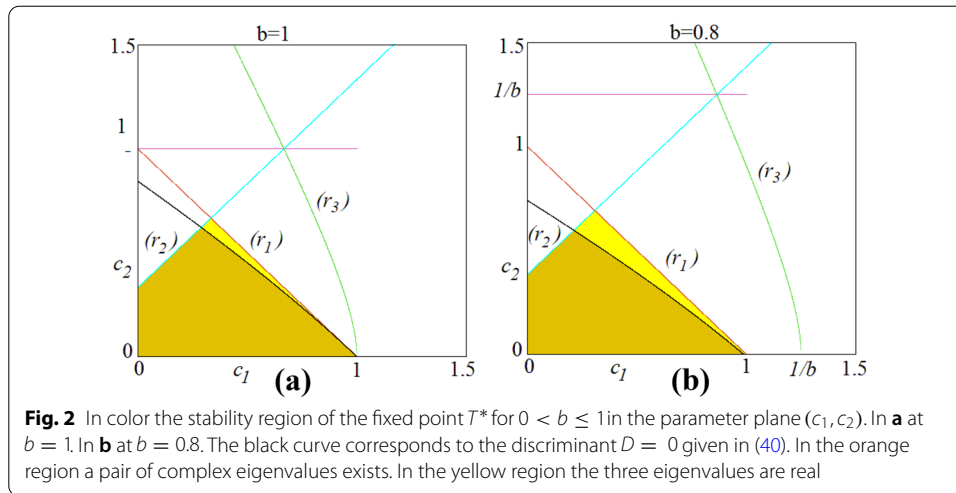 b=1
1.5
1
(r3)
(r2)
(r1)
c2
0
0
c1
1
1.5
(a)
b=0.8
1.5
1/b
1
(r3)
(r2)
(r1)
c2
0
0
c1
1
1/b
1.5
(b)
Fig. 2 In color the stability region of the fixed point T* for 0 < b ≤ 1 in the parameter plane (c1, c2). In a at
b = 1. In b at b = 0.8. The black curve corresponds to the discriminant D = 0 given in (40). In the orange
region a pair of complex eigenvalues exists. In the yellow region the three eigenvalues are real